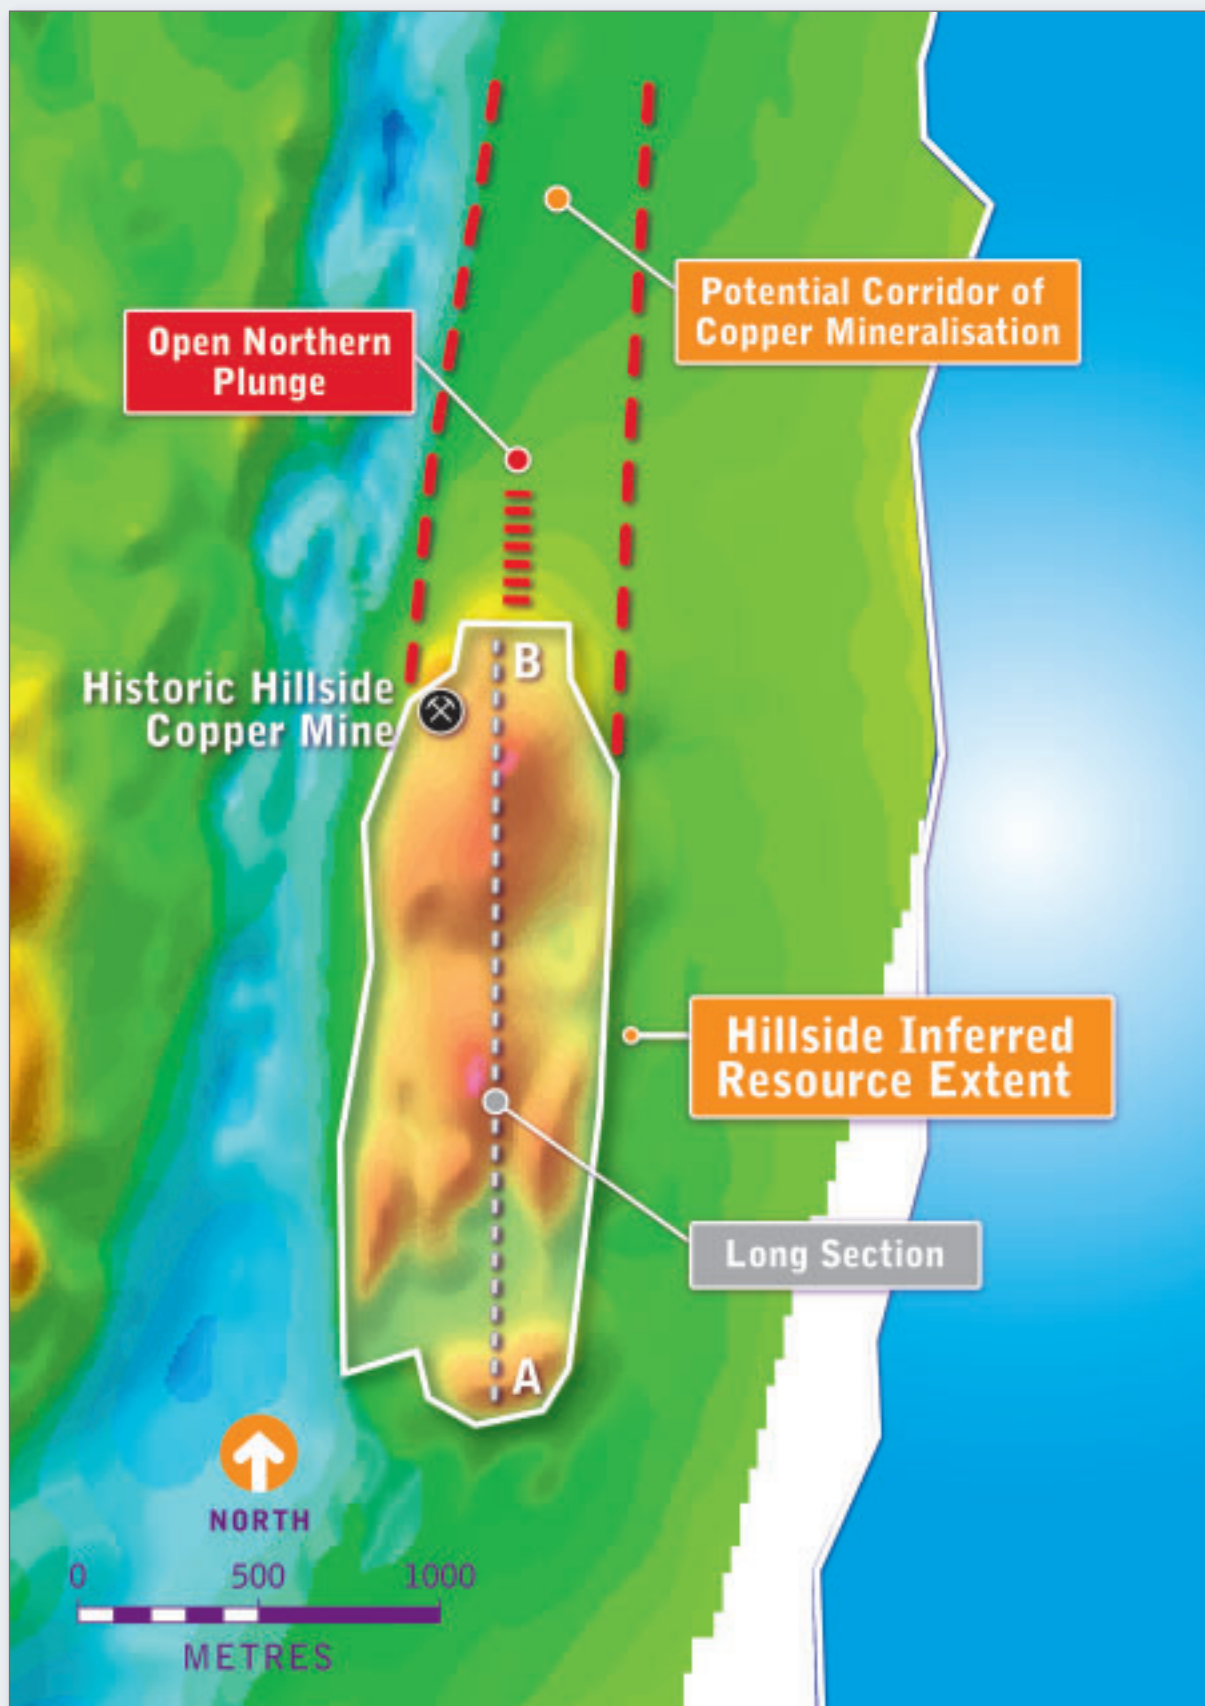 Potential Corridor of
Copper Mineralisation
Open Northern
Plunge
B
Historic Hillside
Copper Mine
Hillside Inferred
Resource Extent
Long Section
A
NORTH
0 500 1000
METRES